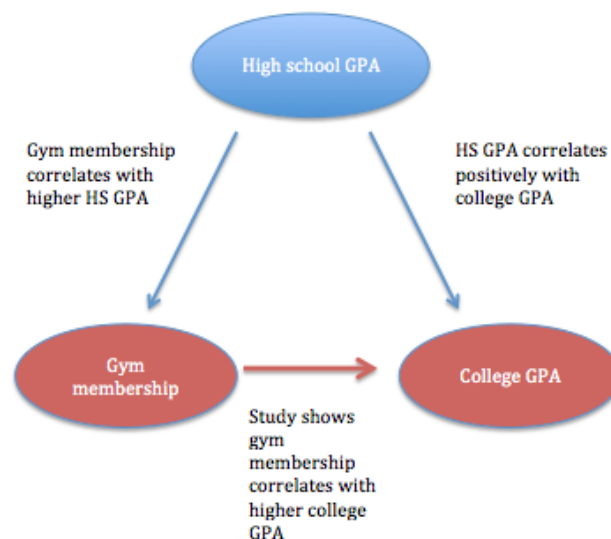 High school GPA
Gym membership
correlates with
higher HS GPA
HS GPA correlates
positively with
college GPA
Gym
membership
College GPA
Study shows
gym
membership
correlates with
higher college
GPA